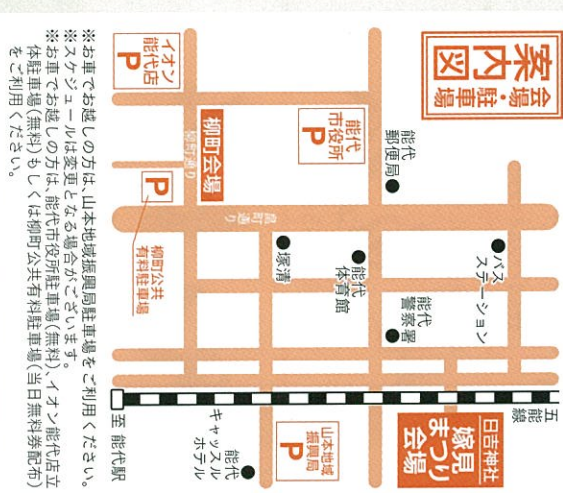 会場・駐車場
案内図
五能線
日吉神社
嫁見
まつり
会場
バス
ステーション
能代
郵便局
能代
警察署
能代
市役所
P
能代
体育館
山本地域
振興局
P
畠町通り
塚清
能代
キャッスル
ホテル
柳町会場
柳町通り
イオン
能代店
P
P
柳町公共
有料駐車場
至 能代駅
※お車でお越しの方は、山本地域振興局駐車場をご利用ください。
※スケジュールは変更となる場合がございます。
※お車でお越しの方は、能代市役所駐車場(無料)、イオン能代店立
体駐車場(無料)もしくは柳町公共有料駐車場(当日無料券配布)
をご利用ください。